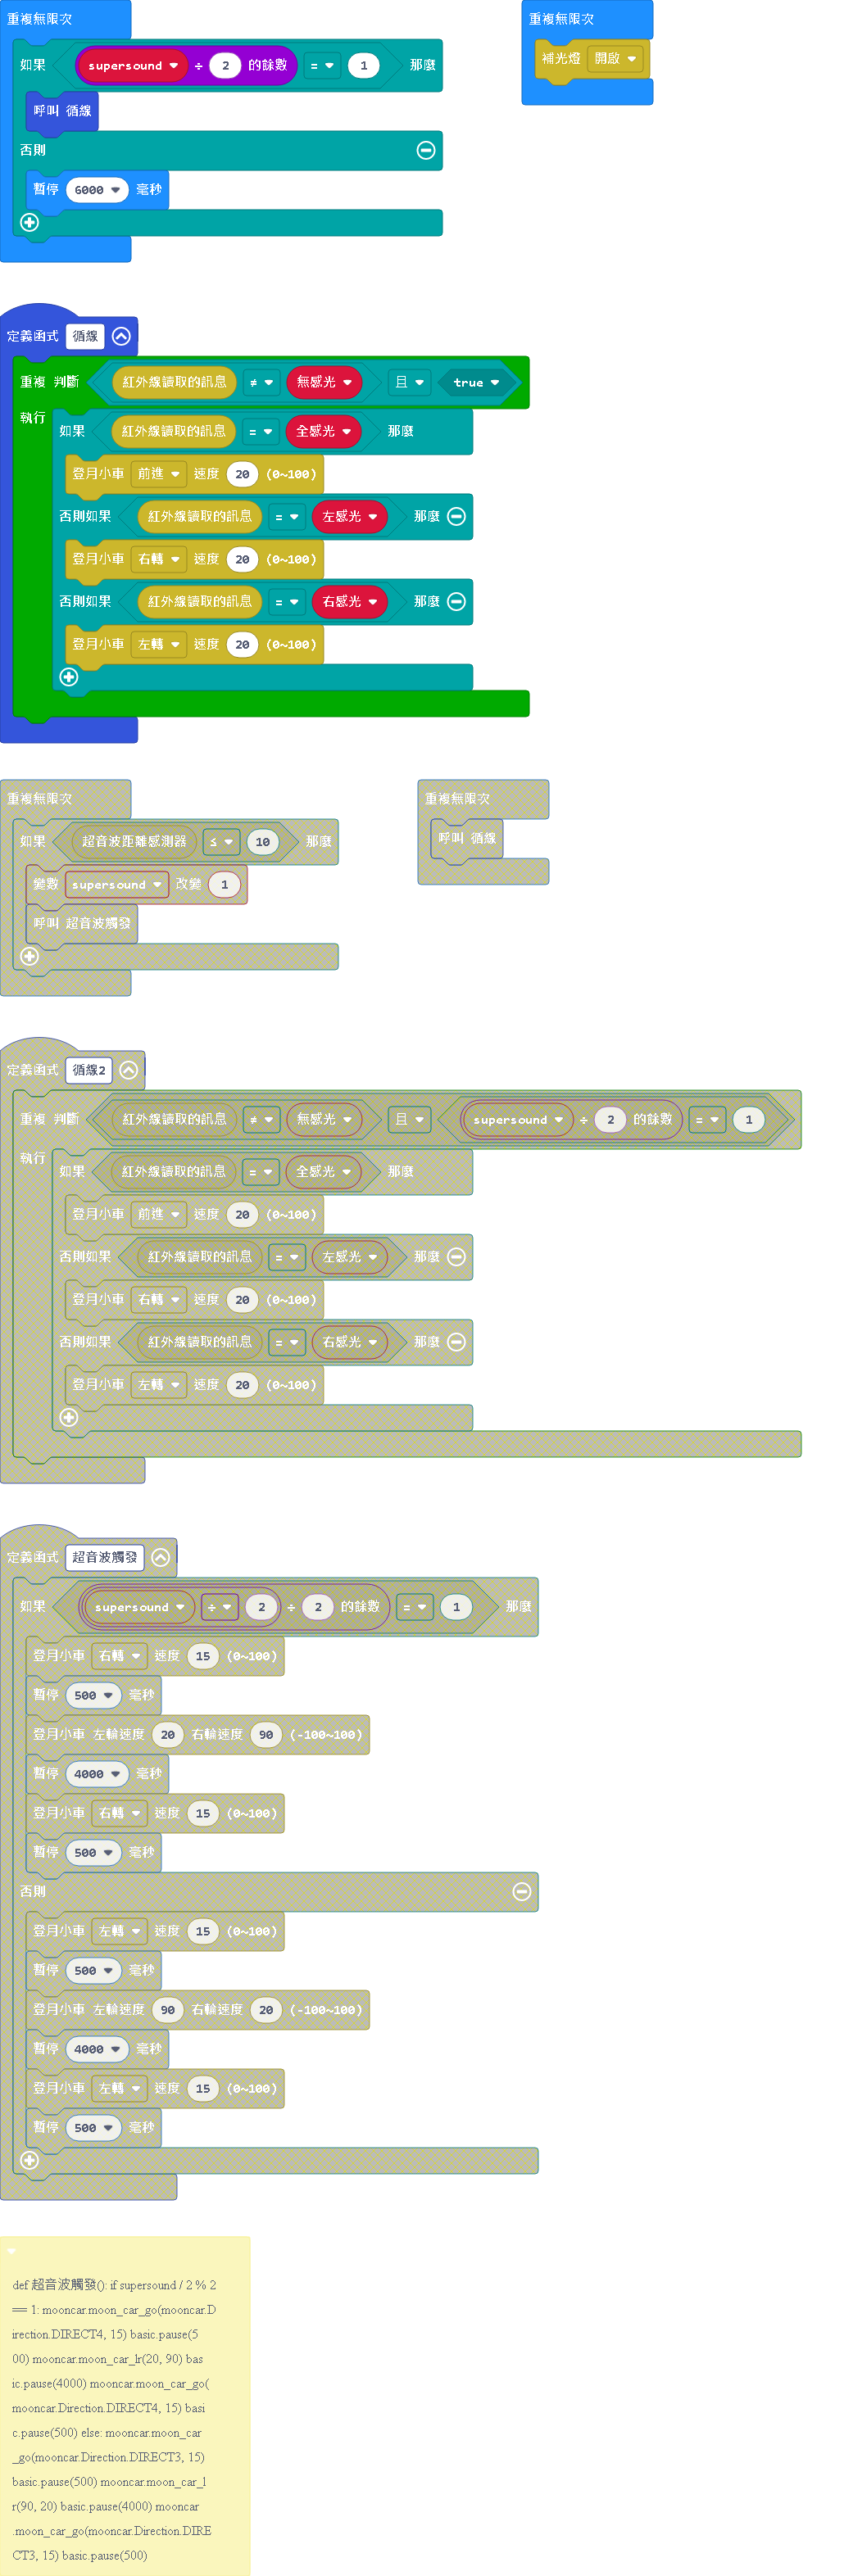 重複無限次
如果 supersound ÷ 2 的餘數 = 1 那麼
呼叫 循線
否則
暫停 6000 毫秒
重複無限次
補光燈 開啟
定義函式 循線
重複 判斷 紅外線讀取的訊息 ≠ 無感光 且 true
執行
如果 紅外線讀取的訊息 = 全感光 那麼
登月小車 前進 速度 20 (0~100)
否則如果 紅外線讀取的訊息 = 左感光 那麼
登月小車 右轉 速度 20 (0~100)
否則如果 紅外線讀取的訊息 = 右感光 那麼
登月小車 左轉 速度 20 (0~100)
重複無限次
如果 超音波距離感測器 ≤ 10 那麼
變數 supersound 改變 1
呼叫 超音波觸發
重複無限次
呼叫 循線
定義函式 循線2
重複 判斷 紅外線讀取的訊息 ≠ 無感光 且 supersound ÷ 2 的餘數 = 1
執行
如果 紅外線讀取的訊息 = 全感光 那麼
登月小車 前進 速度 20 (0~100)
否則如果 紅外線讀取的訊息 = 左感光 那麼
登月小車 右轉 速度 20 (0~100)
否則如果 紅外線讀取的訊息 = 右感光 那麼
登月小車 左轉 速度 20 (0~100)
定義函式 超音波觸發
如果 supersound ÷ 2 ÷ 2 的餘數 = 1 那麼
登月小車 右轉 速度 15 (0~100)
暫停 500 毫秒
登月小車 左輪速度 20 右輪速度 90 (-100~100)
暫停 4000 毫秒
登月小車 右轉 速度 15 (0~100)
暫停 500 毫秒
否則
登月小車 左轉 速度 15 (0~100)
暫停 500 毫秒
登月小車 左輪速度 90 右輪速度 20 (-100~100)
暫停 4000 毫秒
登月小車 左轉 速度 15 (0~100)
暫停 500 毫秒
def 超音波觸發(): if supersound / 2 % 2
== 1: mooncar.moon_car_go(mooncar.D
irection.DIRECT4, 15) basic.pause(5
00) mooncar.moon_car_lr(20, 90) bas
ic.pause(4000) mooncar.moon_car_go(
mooncar.Direction.DIRECT4, 15) basi
c.pause(500) else: mooncar.moon_car
_go(mooncar.Direction.DIRECT3, 15)
basic.pause(500) mooncar.moon_car_l
r(90, 20) basic.pause(4000) mooncar
.moon_car_go(mooncar.Direction.DIRE
CT3, 15) basic.pause(500)